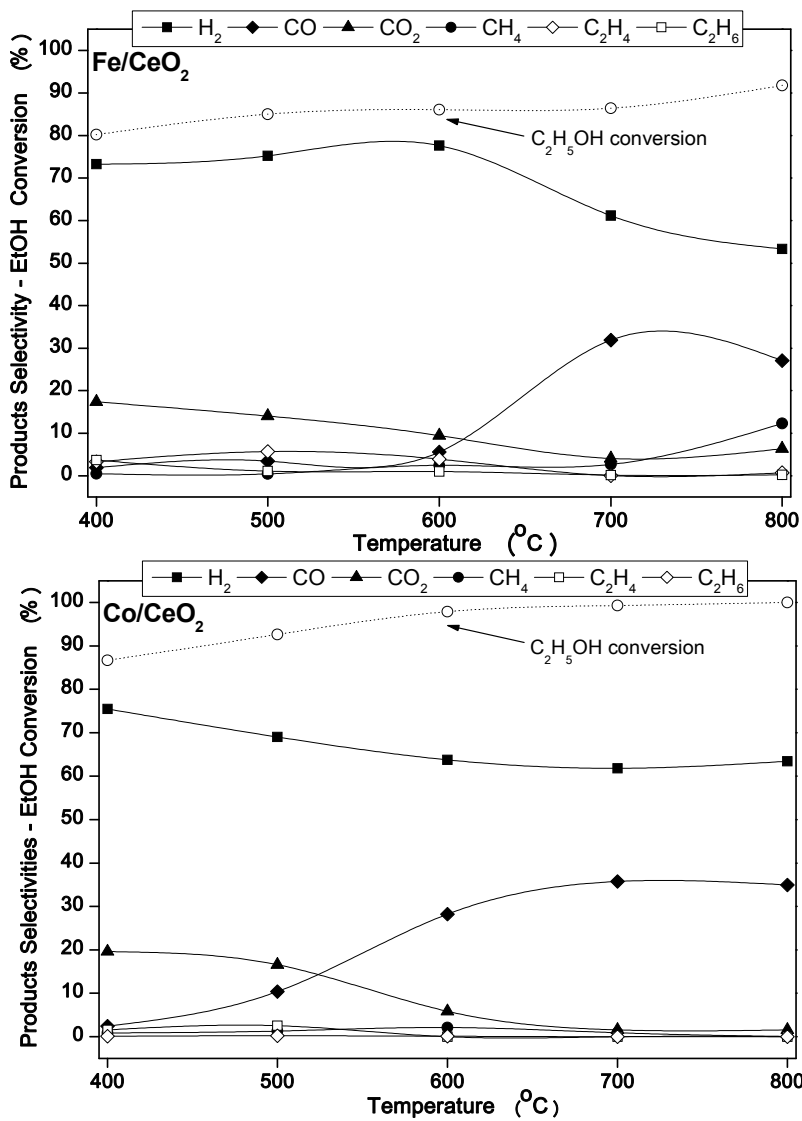 H2 CO CO2 CH4 C2H4 C2H6
Fe/CeO2
Products Selectivity - EtOH Conversion (%)
100
90
80
70
60
50
40
30
20
10
0
C2H5OH conversion
400 500 600 700 800
Temperature (°C)
H2 CO CO2 CH4 C2H4 C2H6
Co/CeO2
Products Selectivities - EtOH Conversion (%)
100
90
80
70
60
50
40
30
20
10
0
C2H5OH conversion
400 500 600 700 800
Temperature (°C)